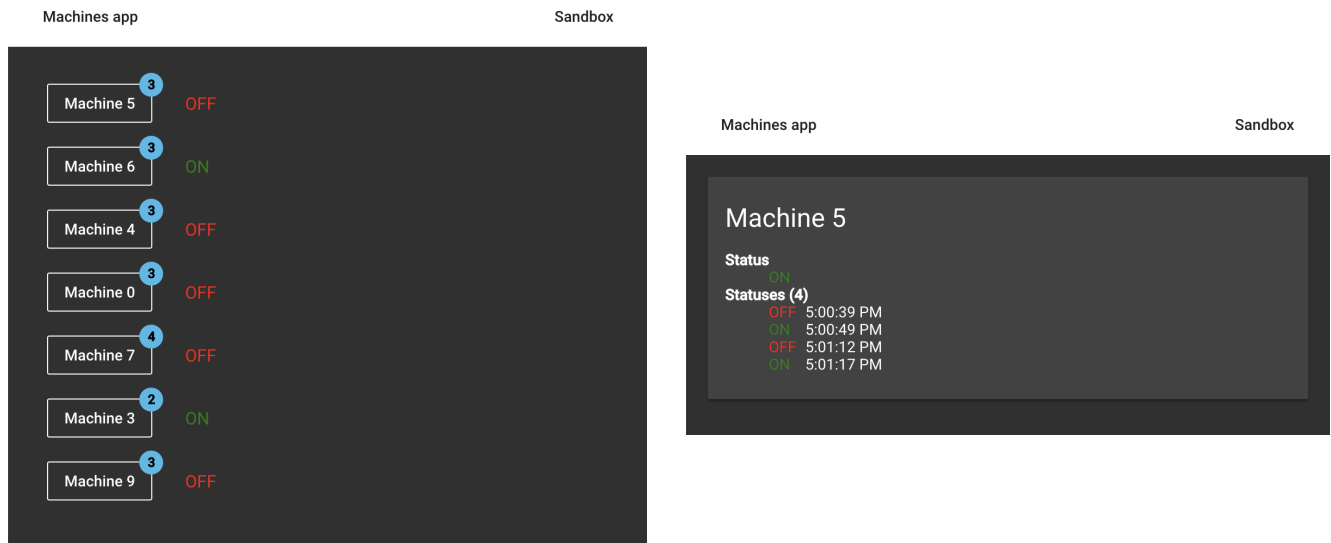 Machines app Sandbox
3
Machine 5 OFF
3
Machine 6 ON
3
Machine 4 OFF
3
Machine 0 OFF
4
Machine 7 OFF
2
Machine 3 ON
3
Machine 9 OFF
Machines app Sandbox
Machine 5
Status
ON
Statuses (4)
OFF 5:00:39 PM
ON 5:00:49 PM
OFF 5:01:12 PM
ON 5:01:17 PM